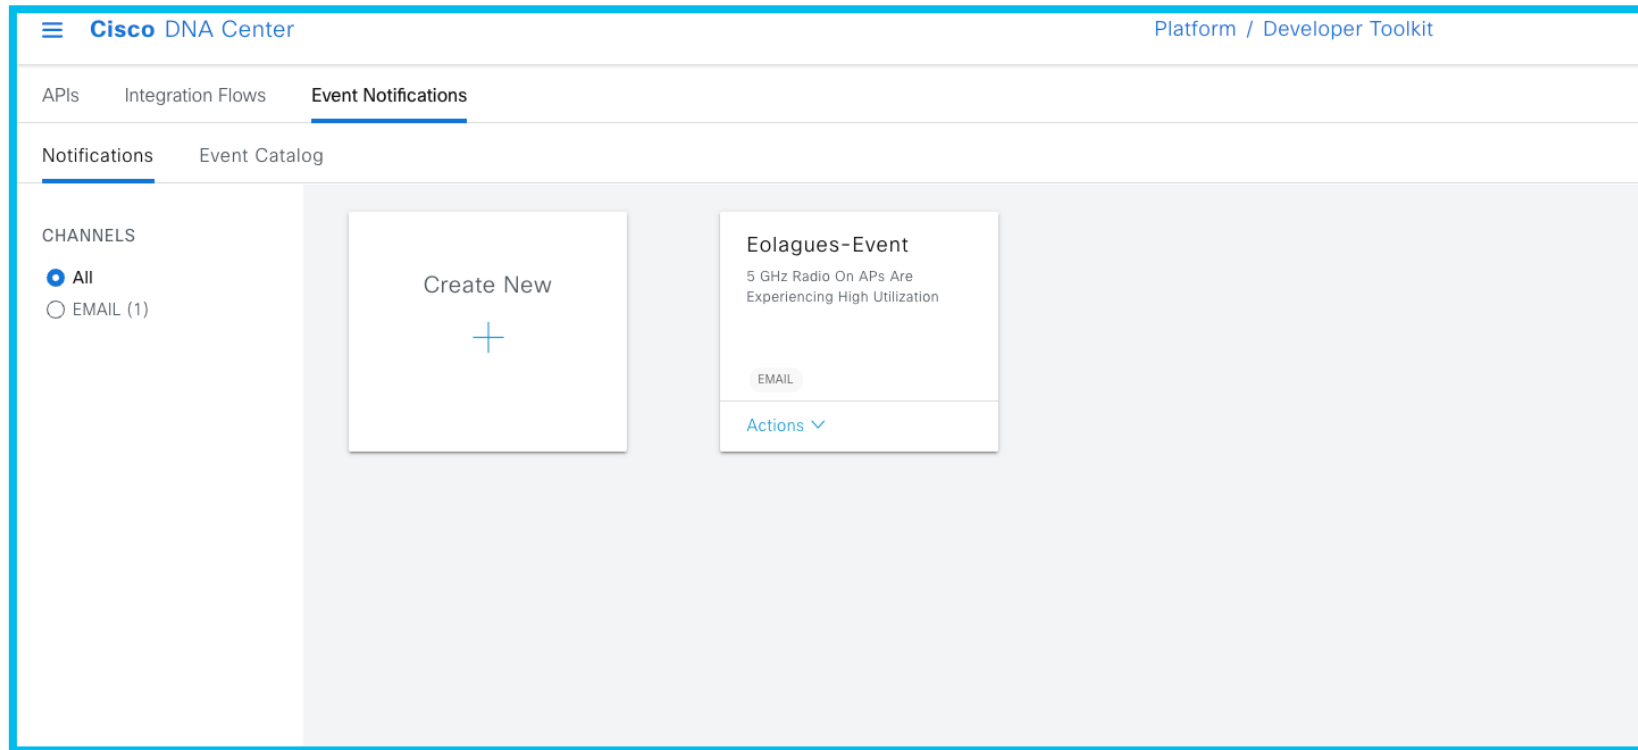 Cisco DNA Center
Platform / Developer Toolkit
APIs Integration Flows Event Notifications
Notifications Event Catalog
CHANNELS
All
EMAIL (1)
Create New
Eolagues-Event
5 GHz Radio On APs Are
Experiencing High Utilization
EMAIL
Actions